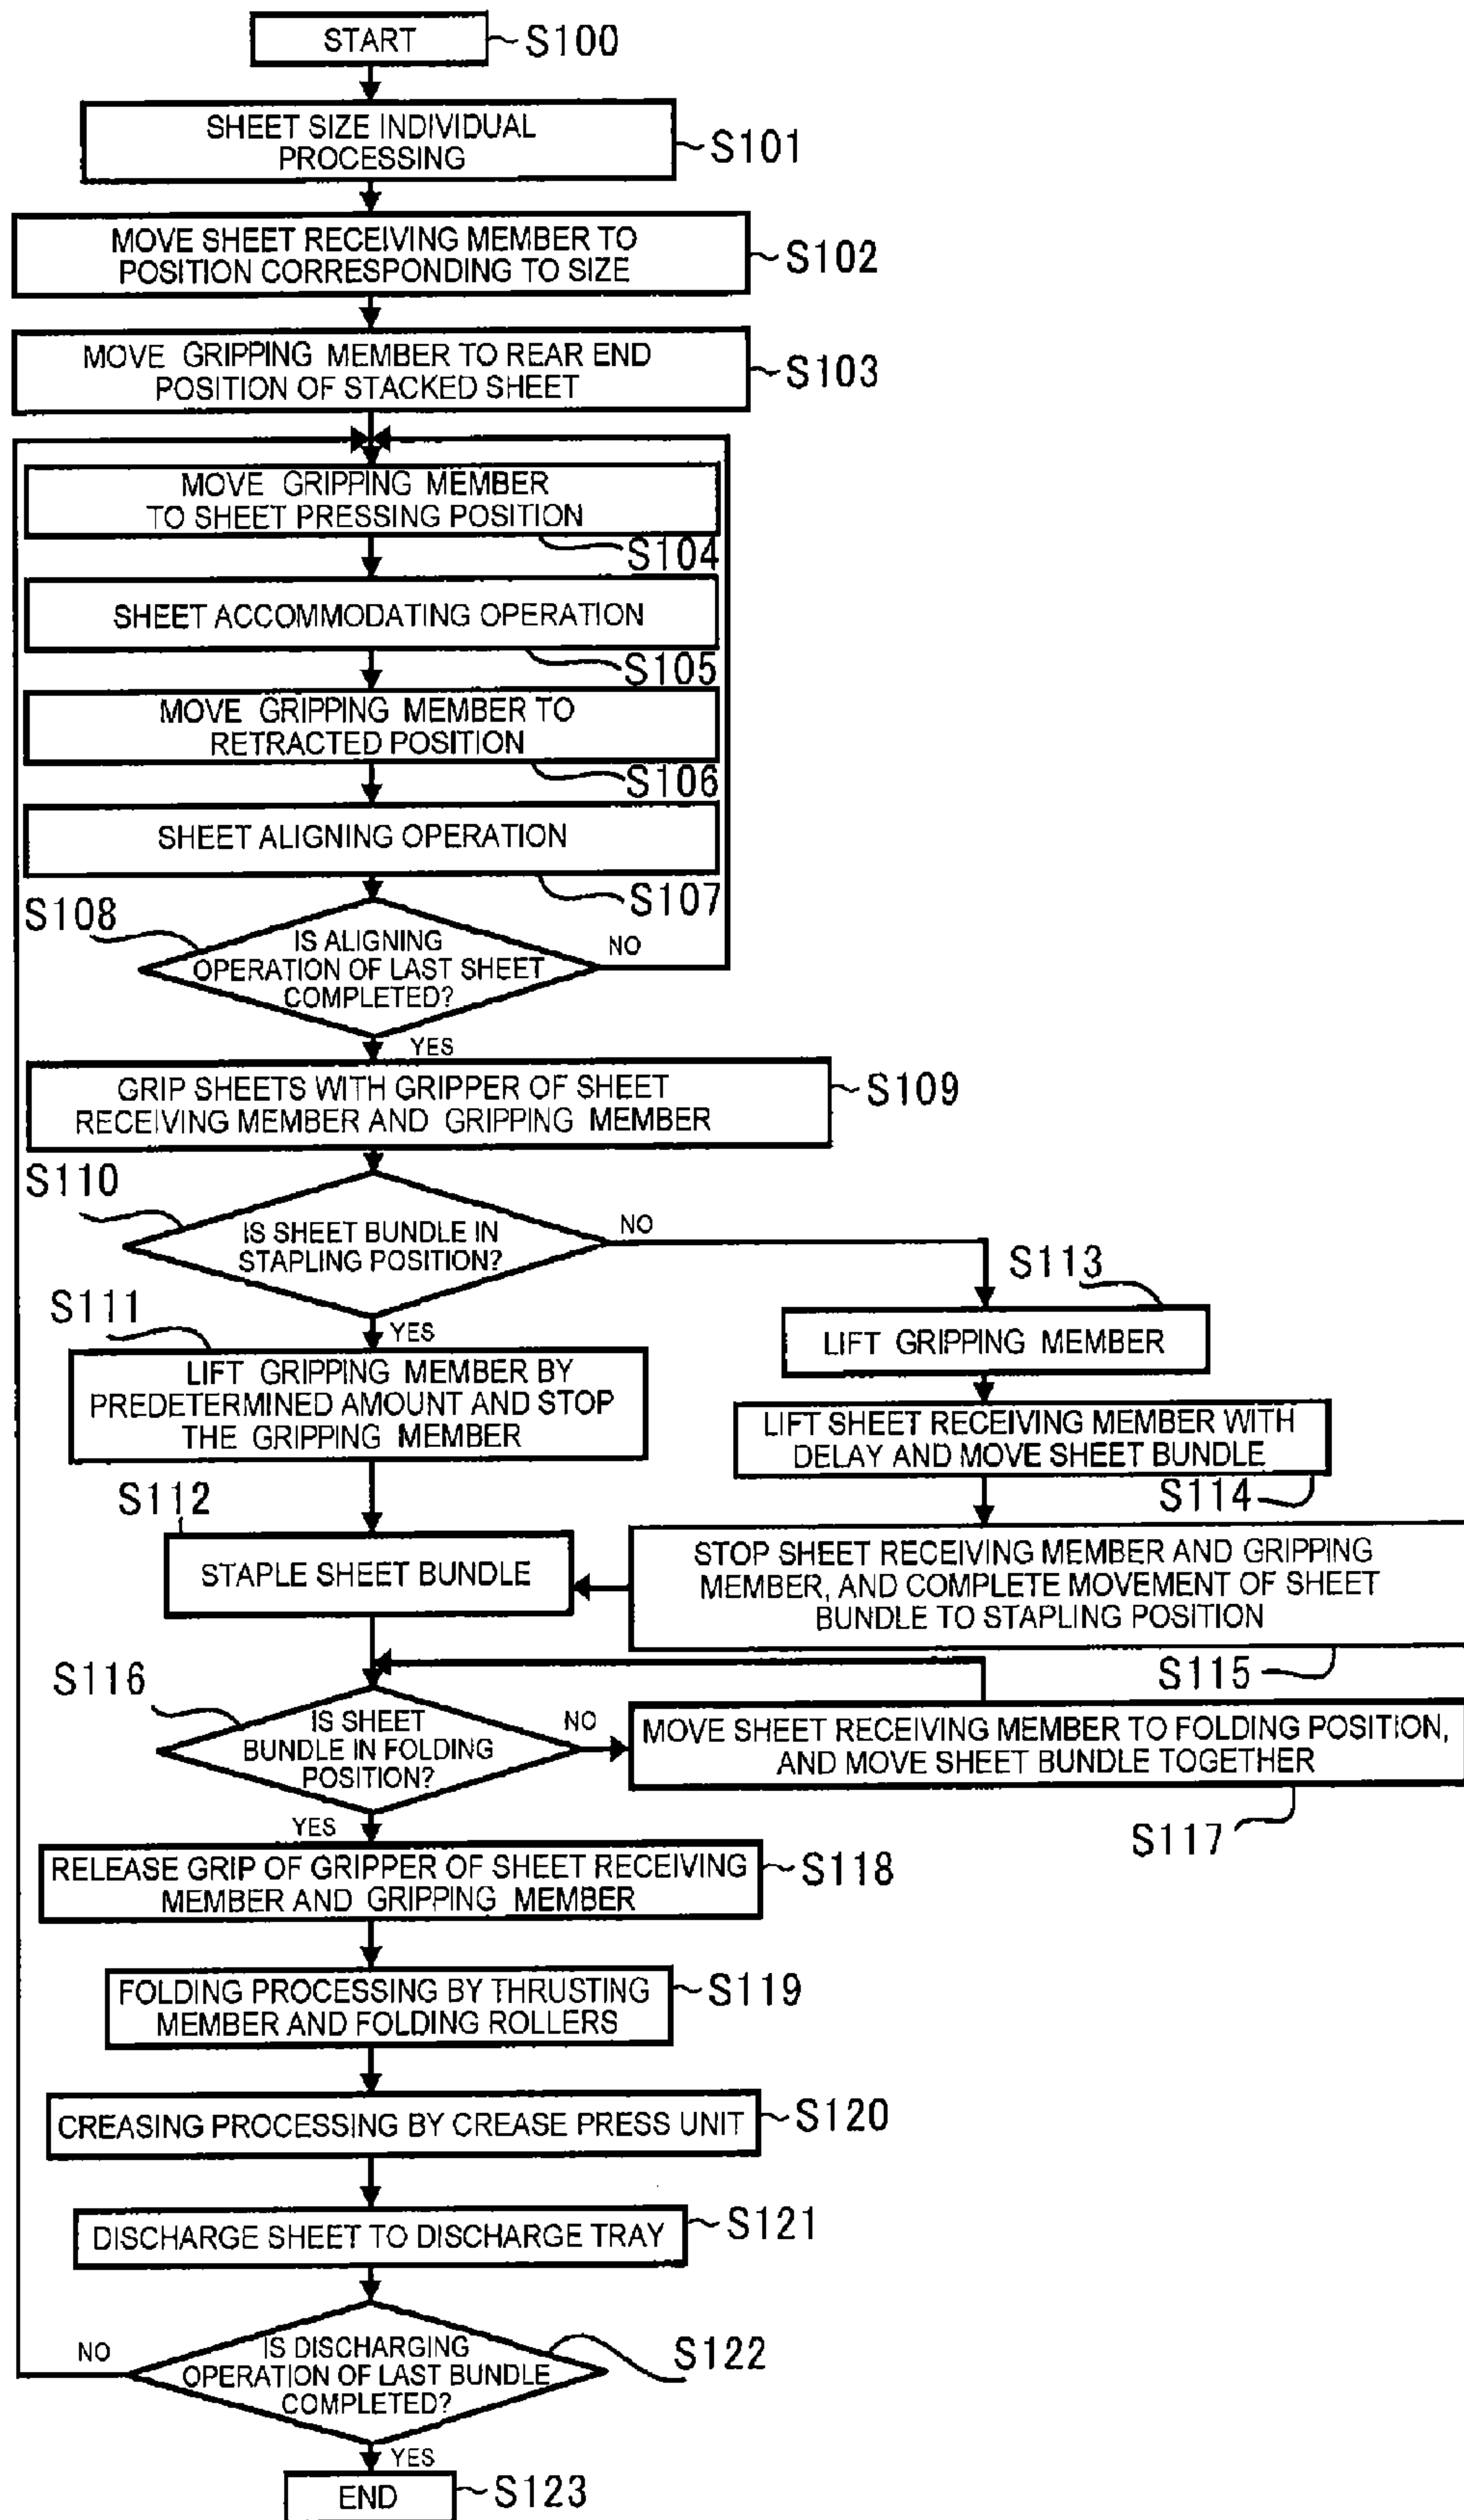 START
S100
SHEET SIZE INDIVIDUAL
PROCESSING
S101
MOVE SHEET RECEIVING MEMBER TO
POSITION CORRESPONDING TO SIZE
S102
MOVE GRIPPING MEMBER TO REAR END
POSITION OF STACKED SHEET
S103
MOVE GRIPPING MEMBER
TO SHEET PRESSING POSITION
S104
SHEET ACCOMMODATING OPERATION
S105
MOVE GRIPPING MEMBER TO
RETRACTED POSITION
S106
SHEET ALIGNING OPERATION
S107
S108
IS ALIGNING
OPERATION OF LAST SHEET
COMPLETED?
NO
YES
GRIP SHEETS WITH GRIPPER OF SHEET
RECEIVING MEMBER AND GRIPPING MEMBER
S109
S110
IS SHEET BUNDLE IN
STAPLING POSITION?
NO
YES
S111
LIFT GRIPPING MEMBER BY
PREDETERMINED AMOUNT AND STOP
THE GRIPPING MEMBER
S113
LIFT GRIPPING MEMBER
LIFT SHEET RECEIVING MEMBER WITH
DELAY AND MOVE SHEET BUNDLE
S114
S112
STAPLE SHEET BUNDLE
STOP SHEET RECEIVING MEMBER AND GRIPPING
MEMBER, AND COMPLETE MOVEMENT OF SHEET
BUNDLE TO STAPLING POSITION
S115
S116
IS SHEET
BUNDLE IN FOLDING
POSITION?
NO
YES
MOVE SHEET RECEIVING MEMBER TO FOLDING POSITION,
AND MOVE SHEET BUNDLE TOGETHER
S117
RELEASE GRIP OF GRIPPER OF SHEET RECEIVING
MEMBER AND GRIPPING MEMBER
S118
FOLDING PROCESSING BY THRUSTING
MEMBER AND FOLDING ROLLERS
S119
CREASING PROCESSING BY CREASE PRESS UNIT
S120
DISCHARGE SHEET TO DISCHARGE TRAY
S121
NO
IS DISCHARGING
OPERATION OF LAST BUNDLE
COMPLETED?
S122
YES
END
S123